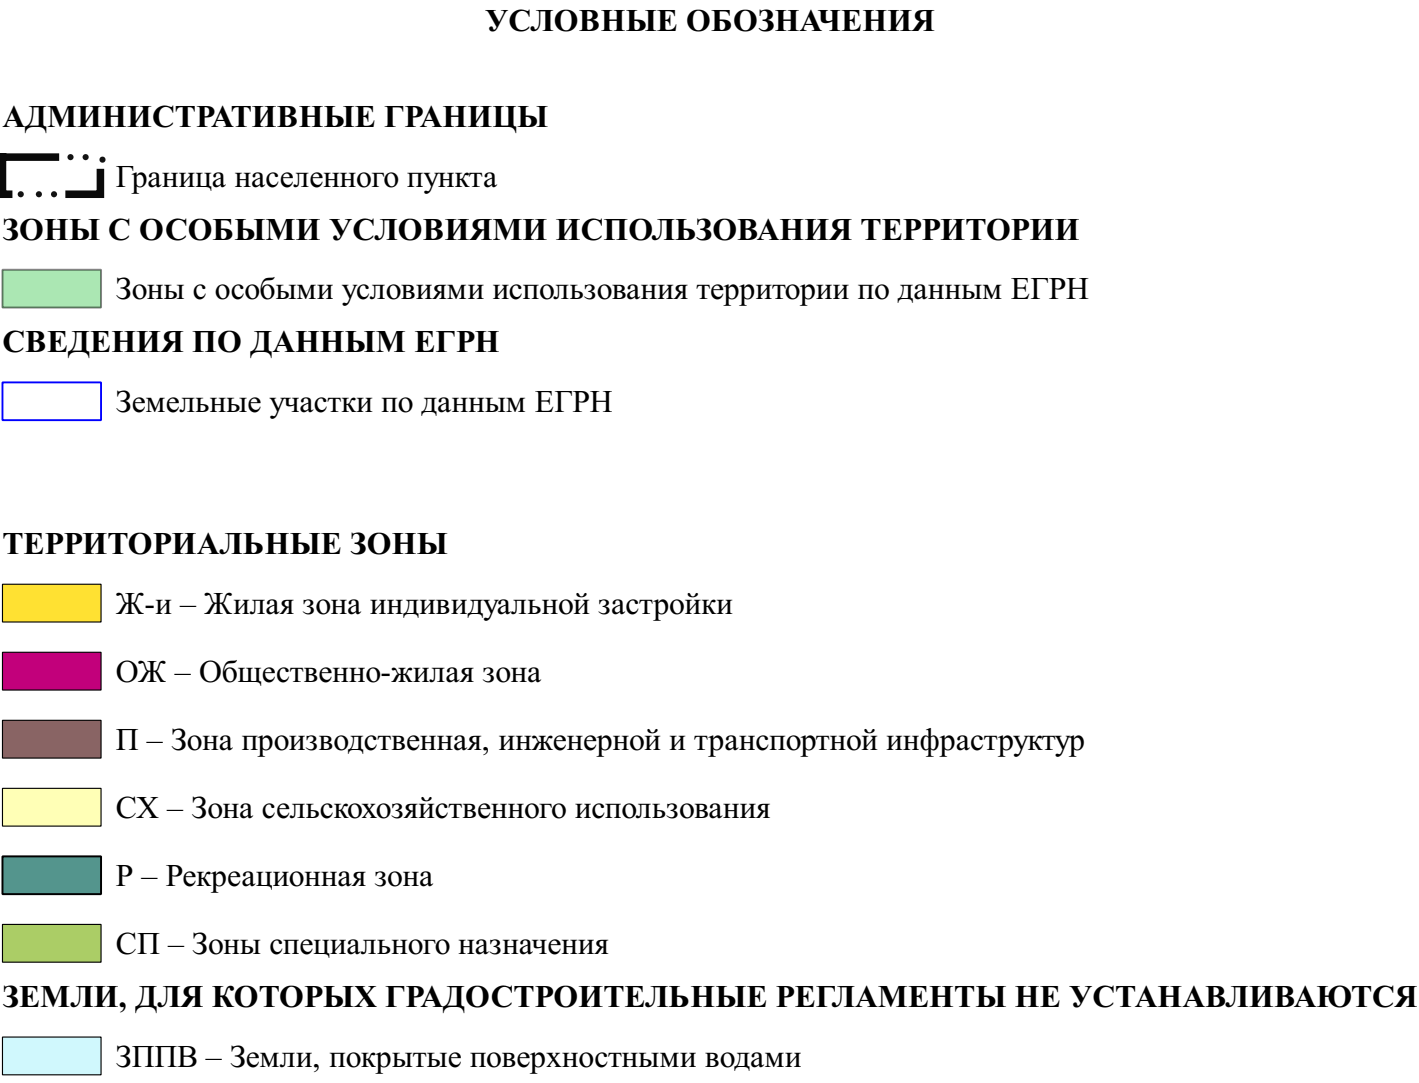 УСЛОВНЫЕ ОБОЗНАЧЕНИЯ
АДМИНИСТРАТИВНЫЕ ГРАНИЦЫ
Граница населенного пункта
ЗОНЫ С ОСОБЫМИ УСЛОВИЯМИ ИСПОЛЬЗОВАНИЯ ТЕРРИТОРИИ
Зоны с особыми условиями использования территории по данным ЕГРН
СВЕДЕНИЯ ПО ДАННЫМ ЕГРН
Земельные участки по данным ЕГРН
ТЕРРИТОРИАЛЬНЫЕ ЗОНЫ
Ж-и – Жилая зона индивидуальной застройки
ОЖ – Общественно-жилая зона
П – Зона производственная, инженерной и транспортной инфраструктур
СХ – Зона сельскохозяйственного использования
Р – Рекреационная зона
СП – Зоны специального назначения
ЗЕМЛИ, ДЛЯ КОТОРЫХ ГРАДОСТРОИТЕЛЬНЫЕ РЕГЛАМЕНТЫ НЕ УСТАНАВЛИВАЮТСЯ
ЗППВ – Земли, покрытые поверхностными водами